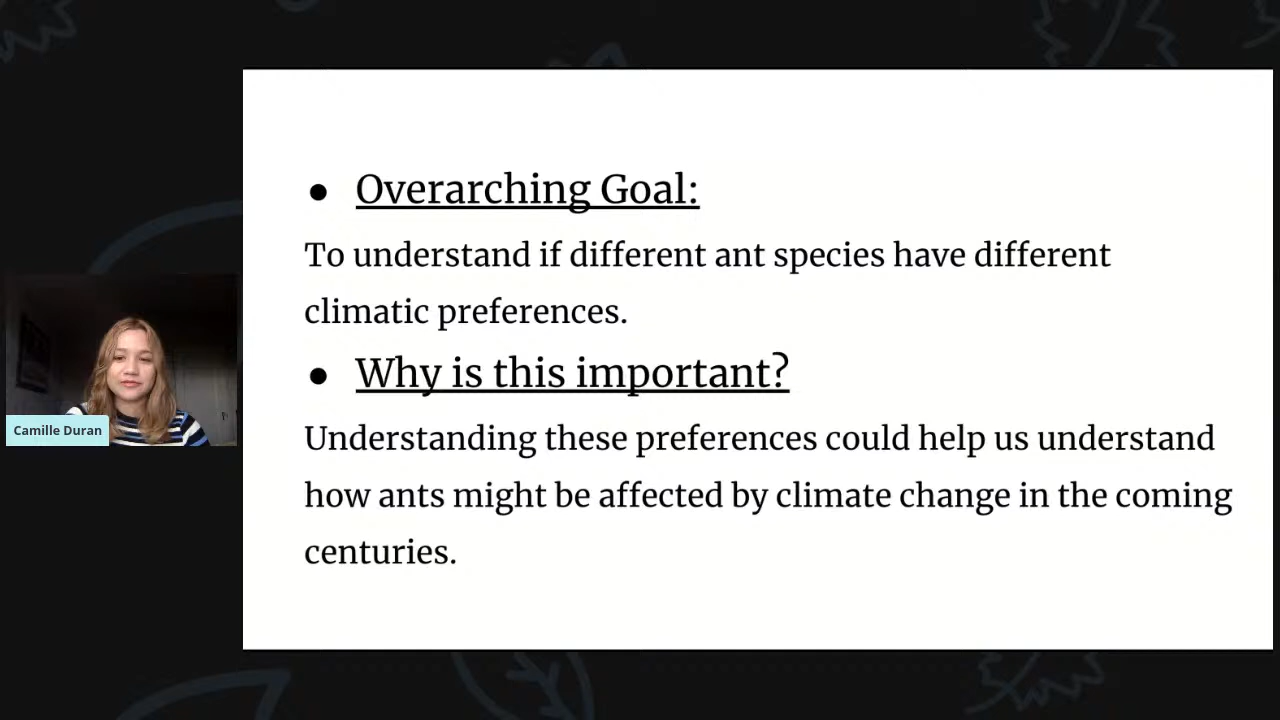 ● Overarching Goal:
To understand if different ant species have different
climatic preferences.
● Why is this important?
Understanding these preferences could help us understand
how ants might be affected by climate change in the coming
centuries.
Camille Duran